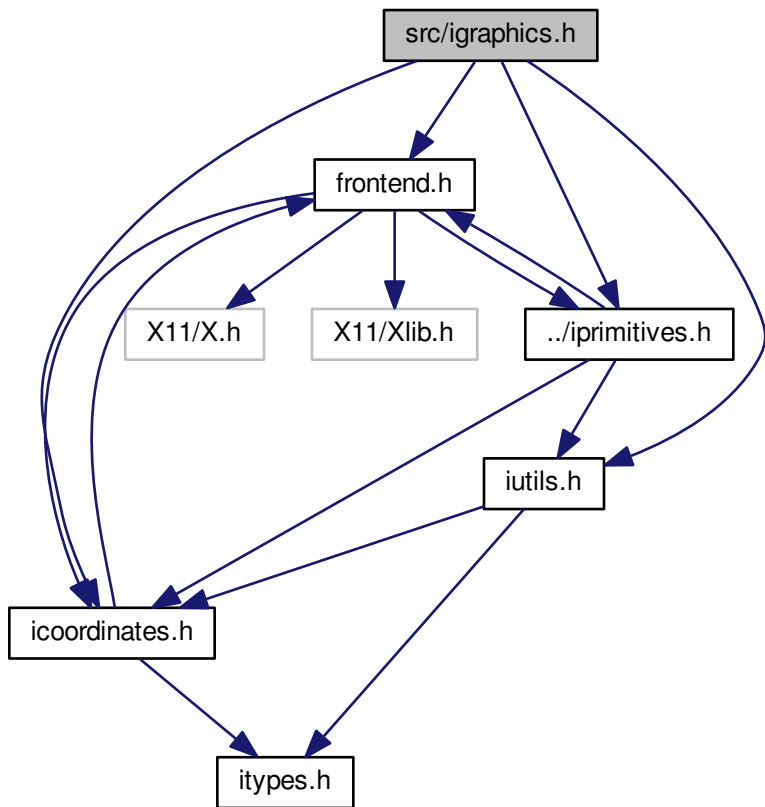 src/igraphics.h
frontend.h
X11/X.h
X11/Xlib.h
../iprimitives.h
iutils.h
icoordinates.h
itypes.h